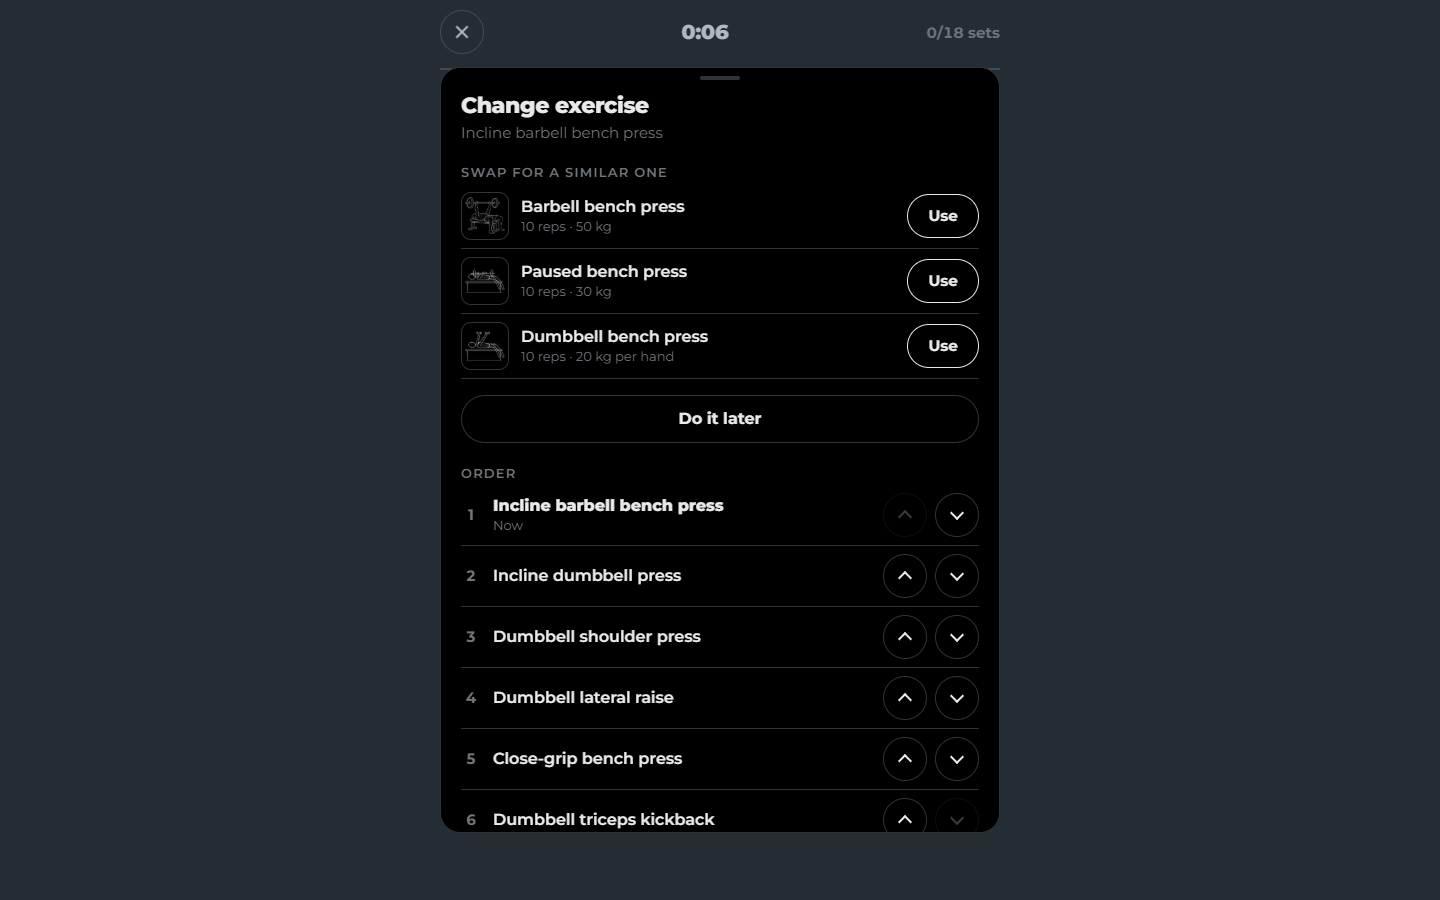 0:06
0/18 sets
Change exercise
Incline barbell bench press
SWAP FOR A SIMILAR ONE
Barbell bench press
10 reps · 50 kg
Use
Paused bench press
10 reps · 30 kg
Use
Dumbbell bench press
10 reps · 20 kg per hand
Use
Do it later
ORDER
1
Incline barbell bench press
Now
2
Incline dumbbell press
3
Dumbbell shoulder press
4
Dumbbell lateral raise
5
Close-grip bench press
6
Dumbbell triceps kickback